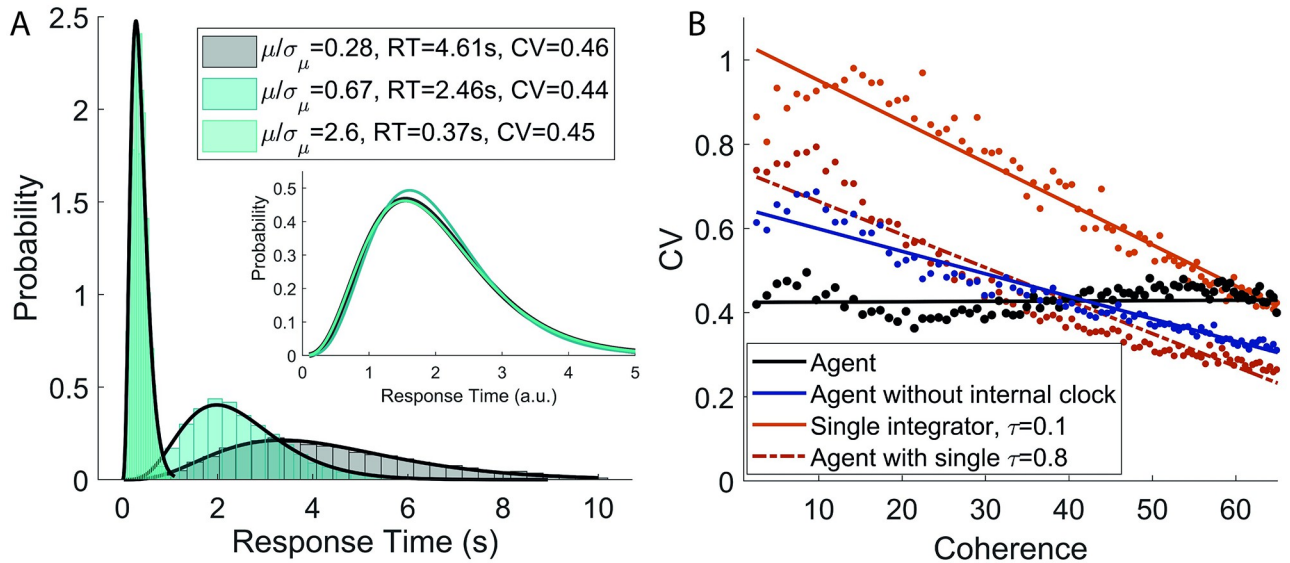 A
2.5
2
1.5
1
0.5
0
Probability
0 2 4 6 8 10
Response Time (s)
μ/σμ=0.28, RT=4.61s, CV=0.46
μ/σμ=0.67, RT=2.46s, CV=0.44
μ/σμ=2.6, RT=0.37s, CV=0.45
0.5
0.4
0.3
0.2
0.1
0
Probability
0 1 2 3 4 5
Response Time (a.u.)
B
1
0.8
0.6
0.4
0.2
0
CV
Agent
Agent without internal clock
Single integrator, τ=0.1
Agent with single τ=0.8
10 20 30 40 50 60
Coherence